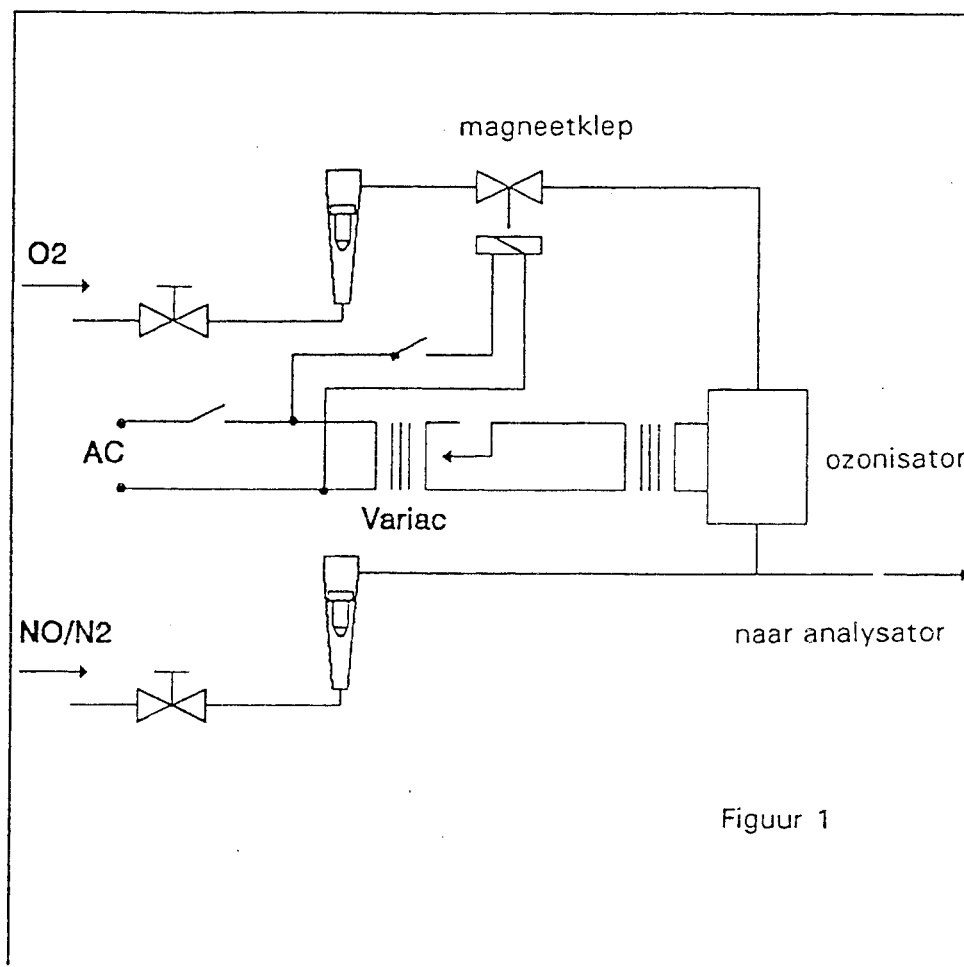 magneetklep
O2
AC
ozonisator
Variac
NO/N2
naar analysator
Figuur 1